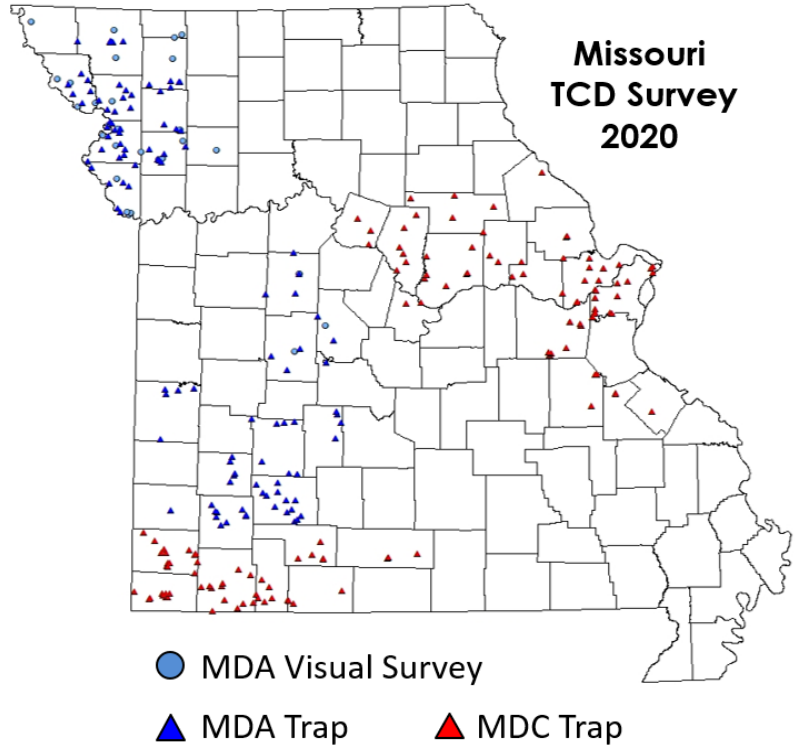 Missouri
TCD Survey
2020
MDA Visual Survey
MDA Trap
MDC Trap